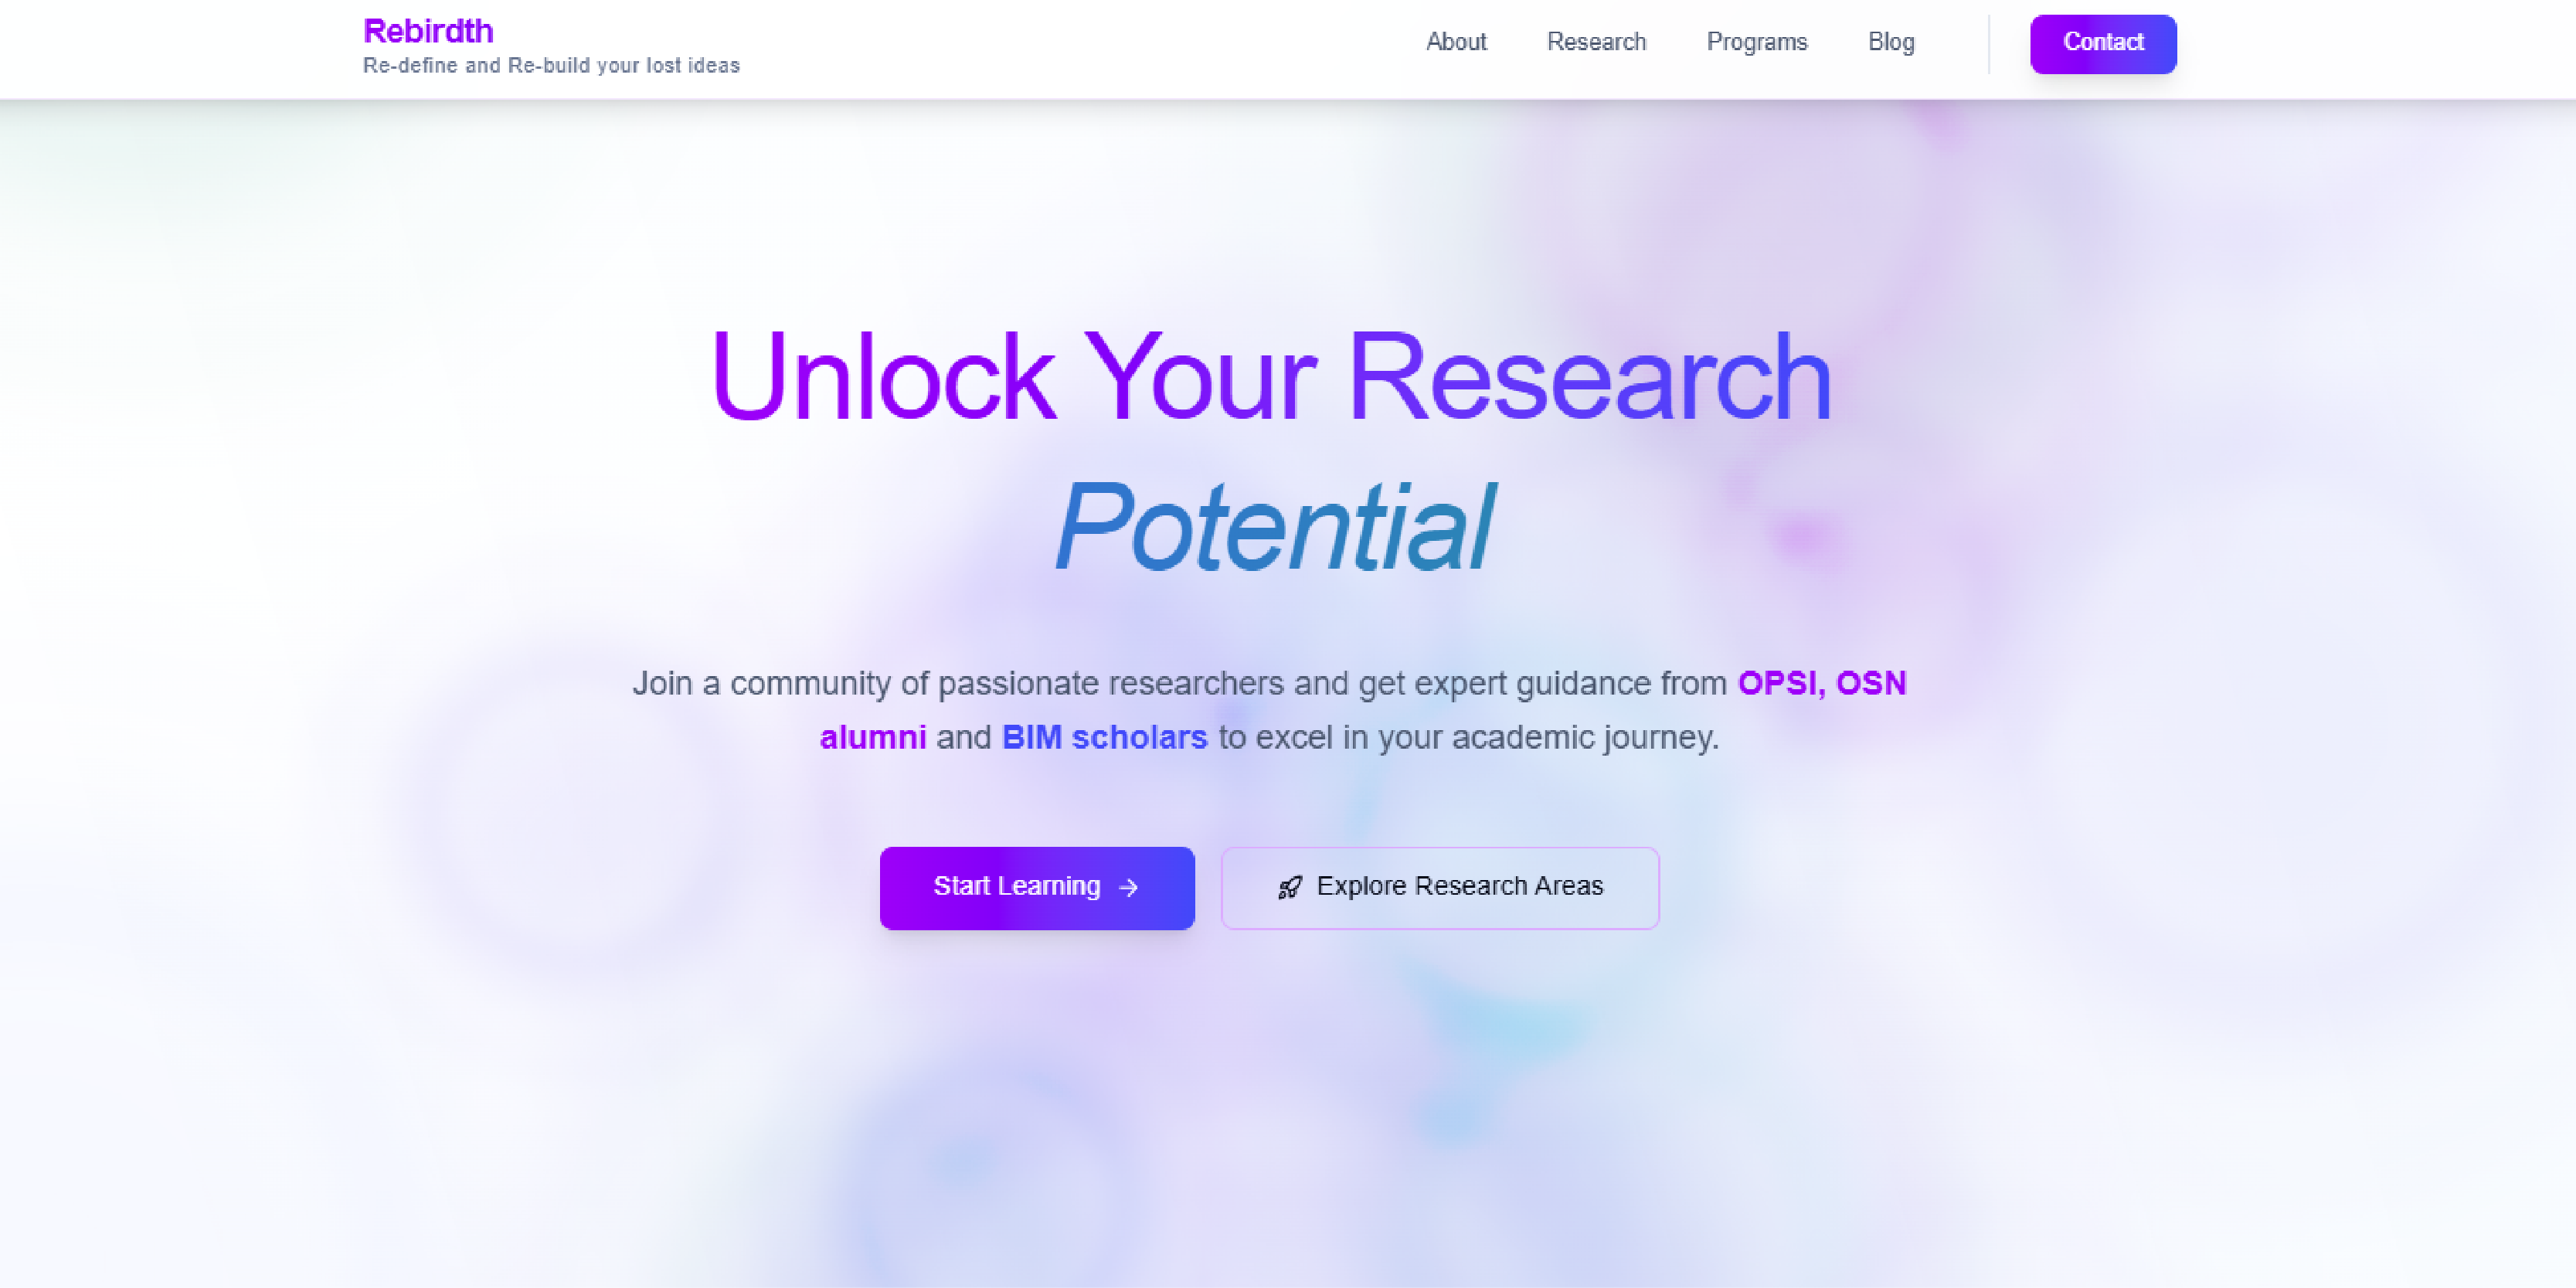 Rebirdth
Re-define and Re-build your lost ideas
About
Research
Programs
Blog
Contact
Unlock Your Research
Potential
Join a community of passionate researchers and get expert guidance from OPSI, OSN
alumni and BIM scholars to excel in your academic journey.
Start Learning →
Explore Research Areas